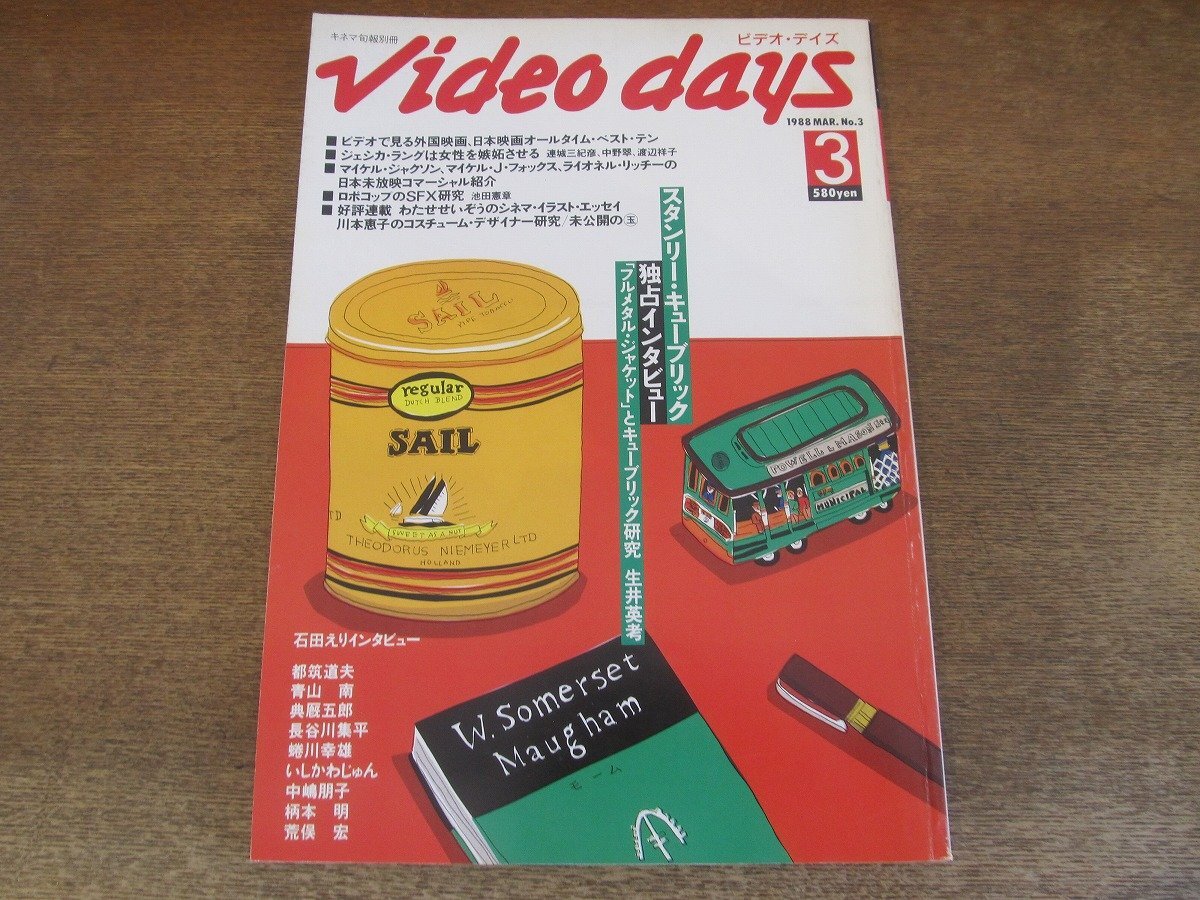 キネマ旬報別冊
ビデオ・デイズ
Video days
1988 MAR. No.3
3
580yen
■ ビデオで見る外国映画、日本映画オールタイム・ベスト・テン
■ ジェシカ・ラングは女性を嫉妬させる 連城三紀彦、中野翠、渡辺祥子
■ マイケル・ジャクソン、マイケル・J・フォックス、ライオネル・リッチーの
日本未放映コマーシャル紹介
■ ロボコップのSFX研究 池田憲章
■ 好評連載 わたせせいぞうのシネマ・イラスト・エッセイ
川本恵子のコスチューム・デザイナー研究/未公開の玉
スタンリー・キューブリック
独占インタビュー
「フルメタル・ジャケット」とキューブリック研究 生井英考
SAIL
PIPE TOBACCO
regular
DUTCH BLEND
SAIL
SWEET AS A NUT
LTD
THEODORUS NIEMEYER LTD
HOLLAND
POWELL & MASON
MUNICIPAL
石田えりインタビュー
都筑道夫
青山 南
典厩五郎
長谷川集平
蜷川幸雄
いしかわじゅん
中嶋朋子
柄本 明
荒俣 宏
W. Somerset
Maugham
モーム